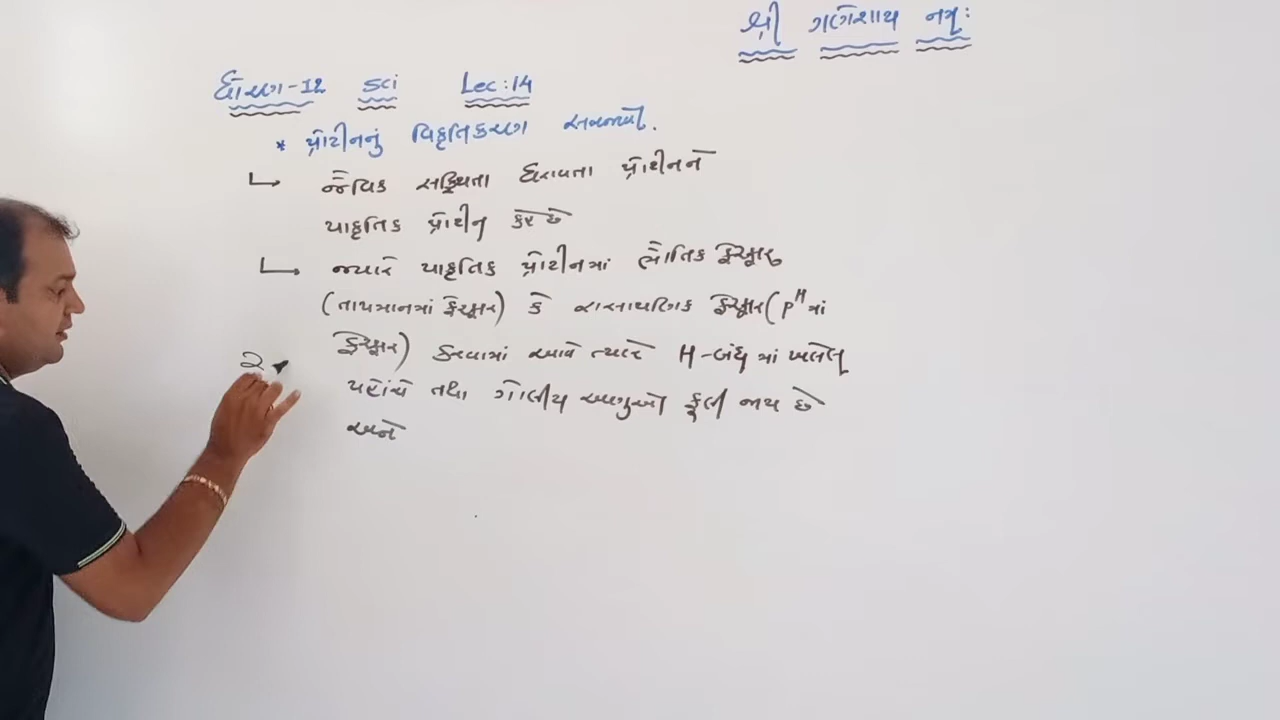 શ્રી ગણેશાય નમઃ
ધોરણ-12 sci Lec:14
* પ્રોટીનનું વિકૃતિકરણ સમજાવો.
જૈવિક સક્રિયતા ધરાવતા પ્રોટીનને
પાકૃતિક પ્રોટીન કહે છે
જ્યારે પાકૃતિક પ્રોટીનમાં ભૌતિક ફેરફાર
(તાપમાનમાં ફેરફાર) કે રાસાયણિક ફેરફાર (pH માં
ફેરફાર) કરવામાં આવે ત્યારે H-બંધ માં ખલેલ
પહોંચે તથા ગોલીય અણુઓ ફૂલી જાય છે
અને
2